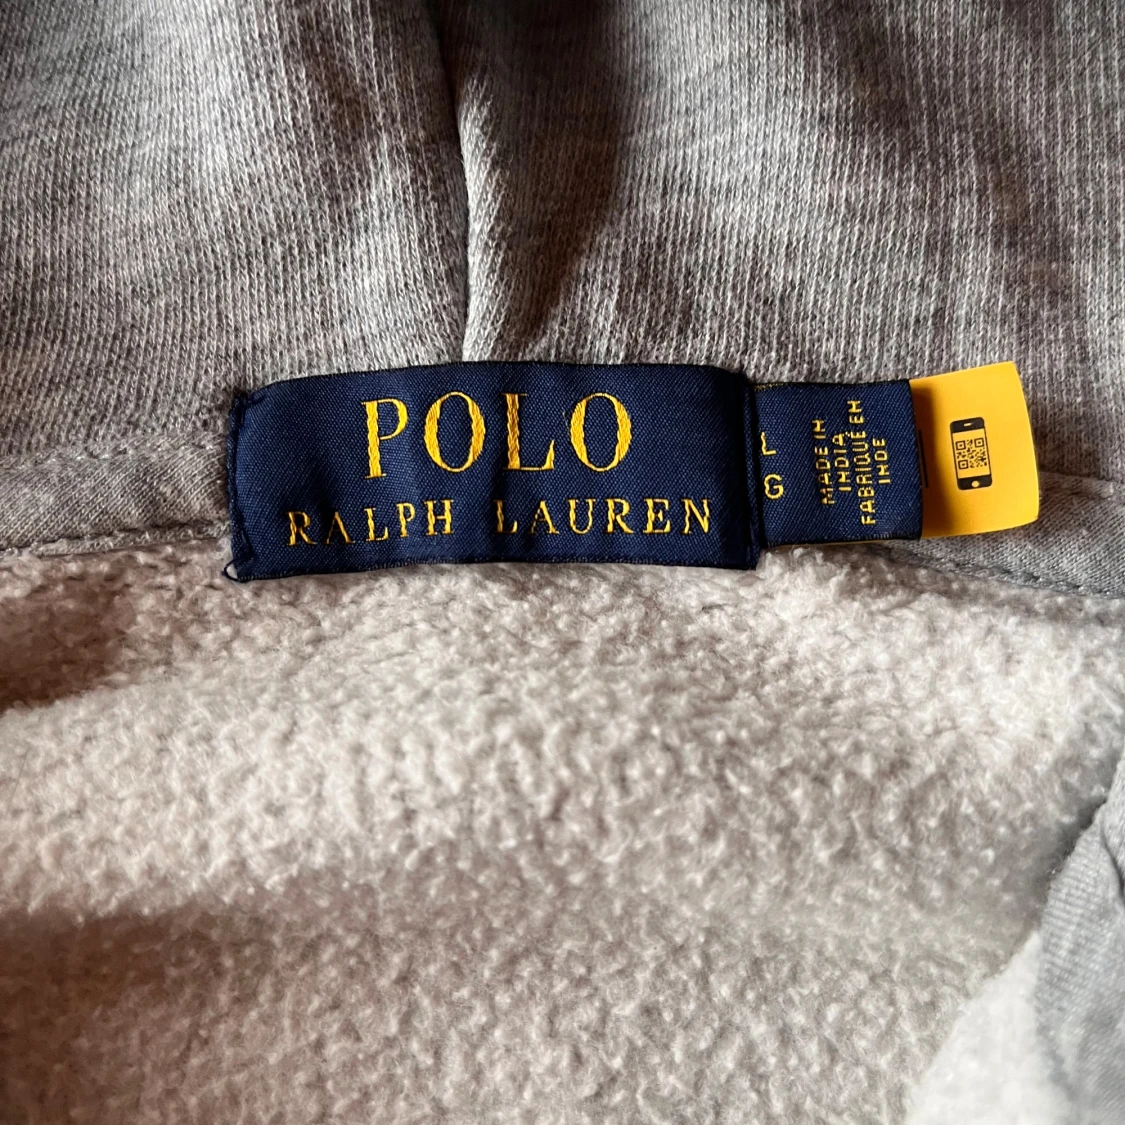 POLO
RALPH LAUREN
L
G
MADE IN
INDIA
FABRIQUÉ EN
INDE